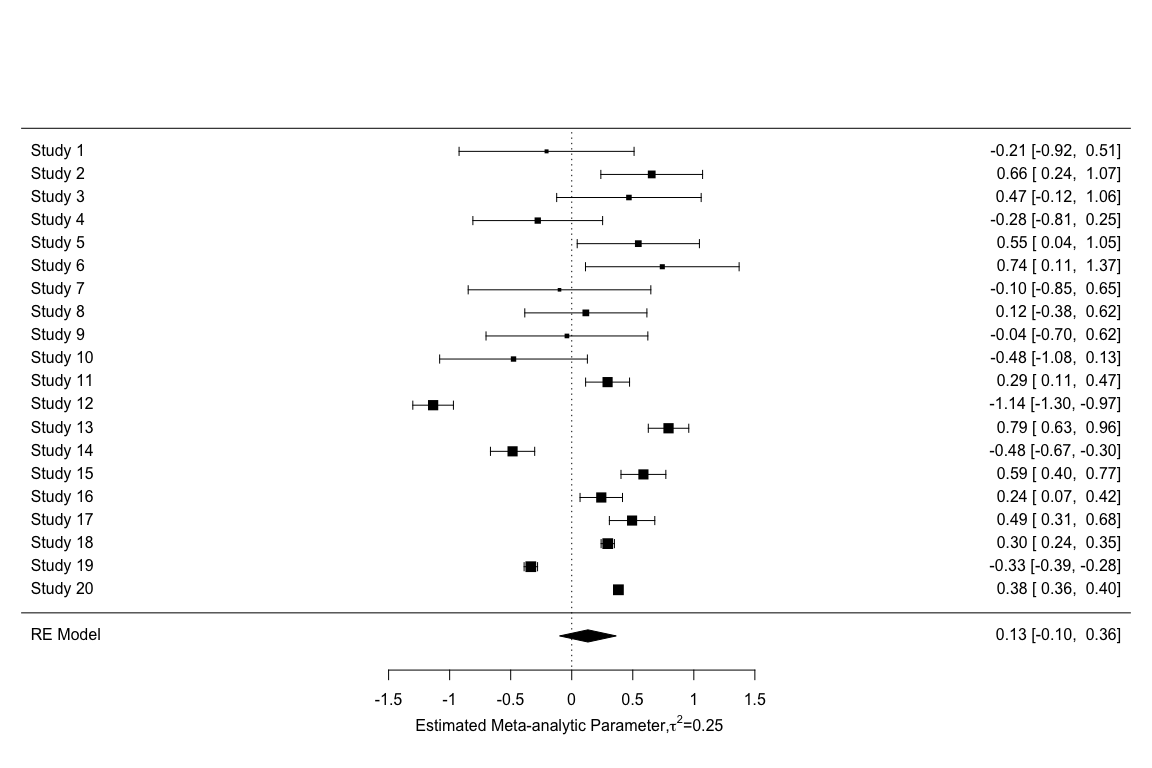 Study 1 -0.21 [-0.92, 0.51]
Study 2 0.66 [ 0.24, 1.07]
Study 3 0.47 [-0.12, 1.06]
Study 4 -0.28 [-0.81, 0.25]
Study 5 0.55 [ 0.04, 1.05]
Study 6 0.74 [ 0.11, 1.37]
Study 7 -0.10 [-0.85, 0.65]
Study 8 0.12 [-0.38, 0.62]
Study 9 -0.04 [-0.70, 0.62]
Study 10 -0.48 [-1.08, 0.13]
Study 11 0.29 [ 0.11, 0.47]
Study 12 -1.14 [-1.30, -0.97]
Study 13 0.79 [ 0.63, 0.96]
Study 14 -0.48 [-0.67, -0.30]
Study 15 0.59 [ 0.40, 0.77]
Study 16 0.24 [ 0.07, 0.42]
Study 17 0.49 [ 0.31, 0.68]
Study 18 0.30 [ 0.24, 0.35]
Study 19 -0.33 [-0.39, -0.28]
Study 20 0.38 [ 0.36, 0.40]
RE Model 0.13 [-0.10, 0.36]
-1.5 -1 -0.5 0 0.5 1 1.5
Estimated Meta-analytic Parameter,τ²=0.25